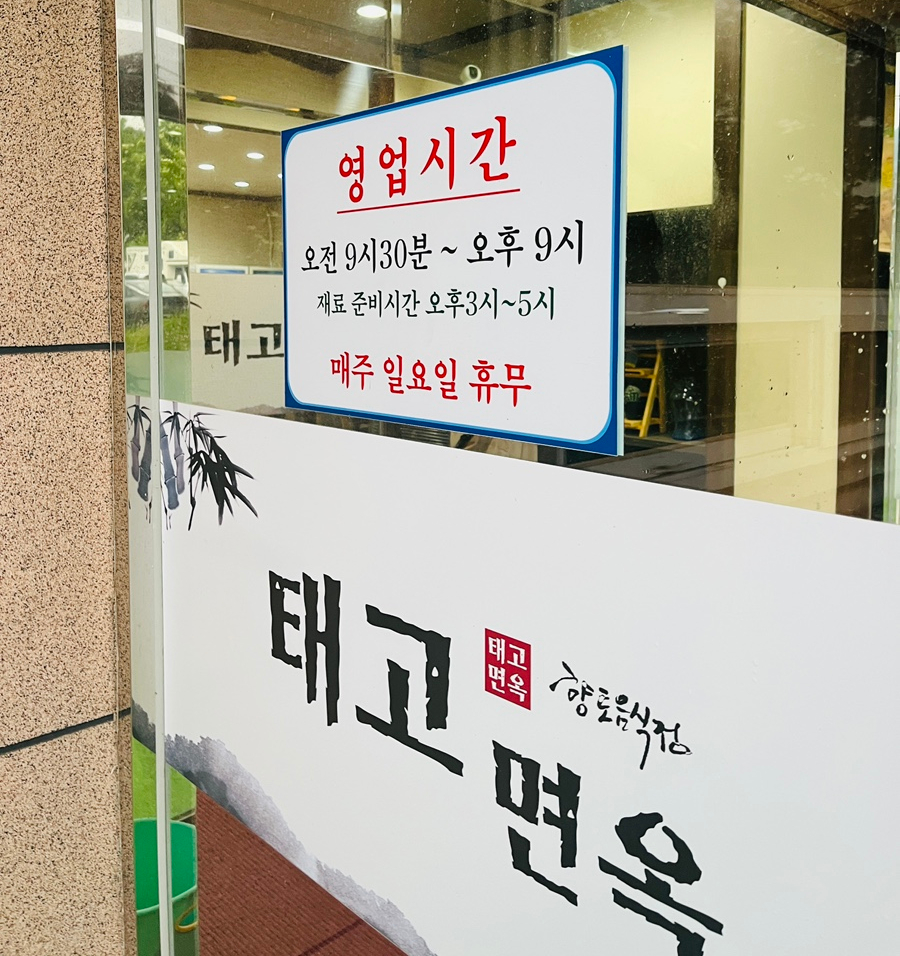 영업시간
오전 9시30분 ~ 오후 9시
재료 준비시간 오후3시~5시
매주 일요일 휴무
태고
태고
태고
면옥
향토음식점
면옥